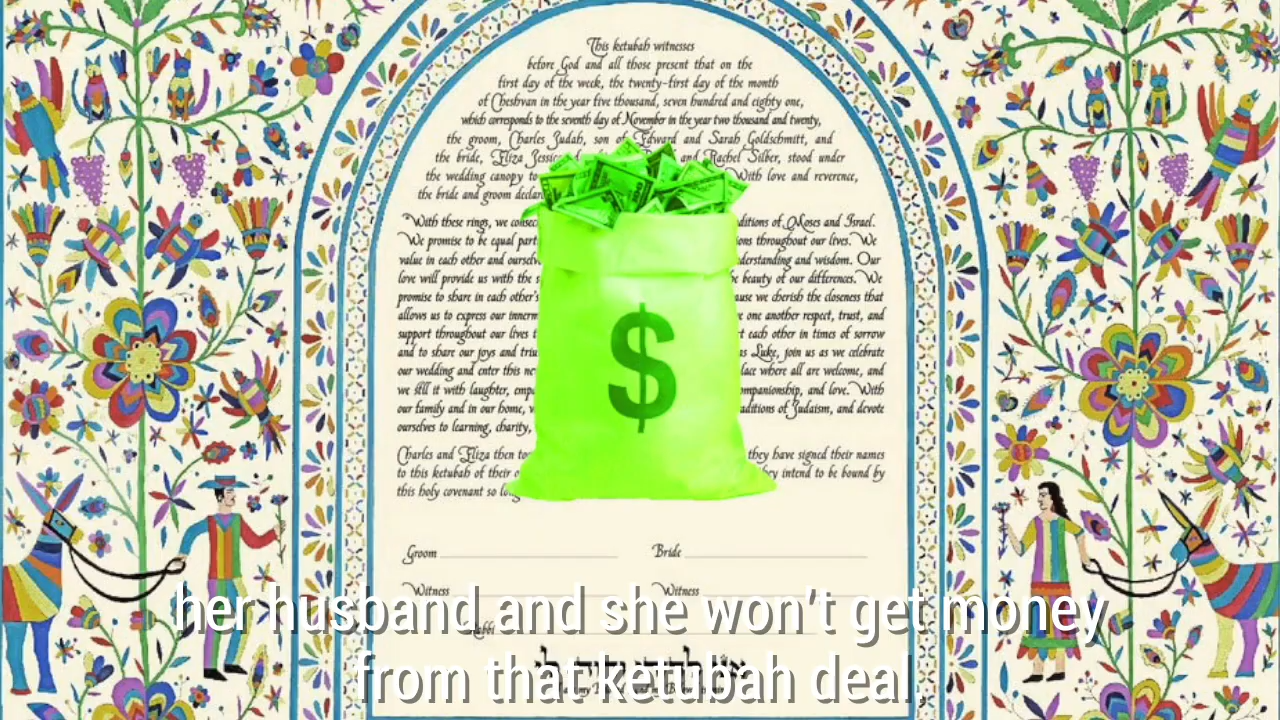 This ketubah witnesses
before God and all those present that on the
first day of the week, the twenty-first day of the month
of Cheshvan in the year five thousand, seven hundred and eighty one,
which corresponds to the seventh day of November in the year two thousand and twenty,
the groom, Charles Judah, son of Edward and Sarah Goldschmitt, and
the bride, Eliza Jessica and Rachel Silber, stood under
the wedding canopy to With love and reverence,
the bride and groom
With these rings, we ditions of Moses and Israel.
We promise to be equal throughout our lives. We
value in each other and and wisdom. Our
love will provide us with the beauty of our differences. We
promise to share in each other's we cherish the closeness that
allows us to express our one another respect, trust, and
support throughout our lives each other in times of sorrow
and to share our joys and Luke, join us as we celebrate
our wedding and enter this where all are welcome, and
we fill it with laughter, and love. With
our family and in our home, of Judaism, and devote
ourselves to learning, charity,
Charles and Eliza then they have signed their names
to this ketubah of their intend to be bound by
this holy covenant so
Groom Bride
Witness Witness
her husband and she won't get money
from that ketubah deal.